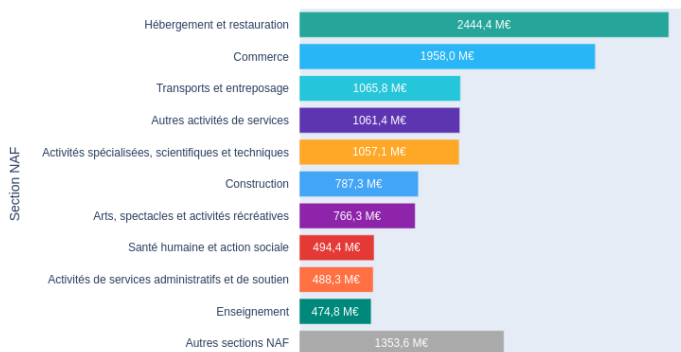 Hébergement et restauration 2444,4 M€
Commerce 1958,0 M€
Transports et entreposage 1065,8 M€
Autres activités de services 1061,4 M€
Activités spécialisées, scientifiques et techniques 1057,1 M€
Construction 787,3 M€
Arts, spectacles et activités récréatives 766,3 M€
Santé humaine et action sociale 494,4 M€
Activités de services administratifs et de soutien 488,3 M€
Enseignement 474,8 M€
Autres sections NAF 1353,6 M€
Section NAF